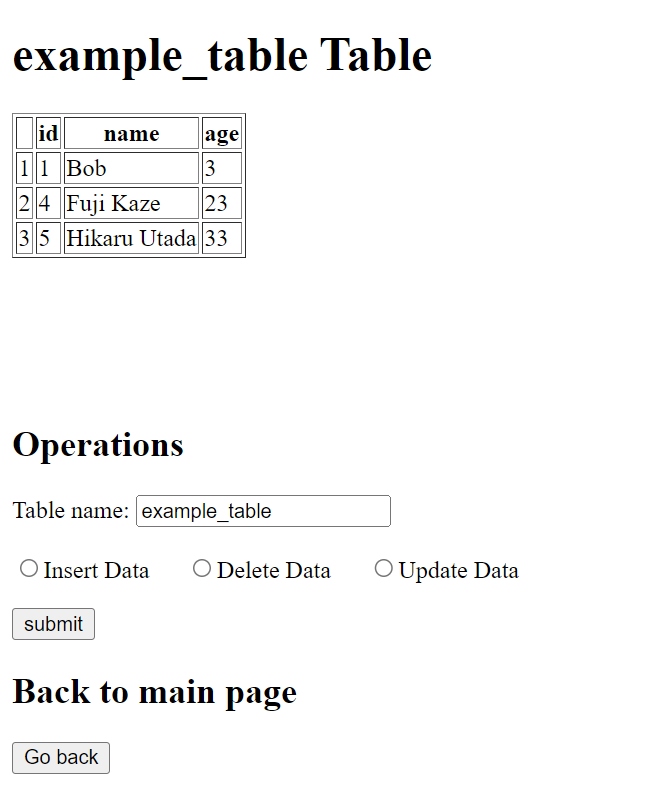 example_table Table
id name age
1 1 Bob 3
2 4 Fuji Kaze 23
3 5 Hikaru Utada 33
Operations
Table name: example_table
Insert Data Delete Data Update Data
submit
Back to main page
Go back